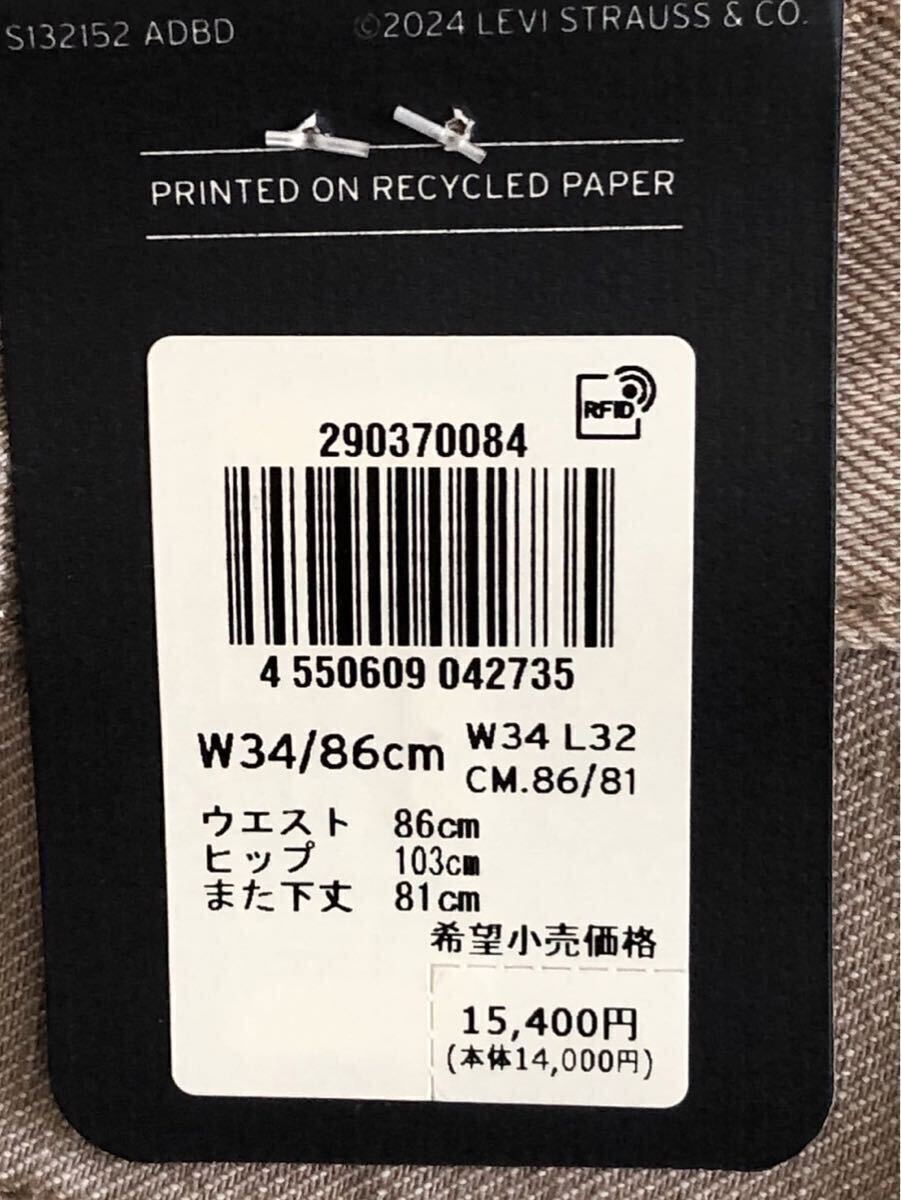 S132152 ADBD ©2024 LEVI STRAUSS & CO.
PRINTED ON RECYCLED PAPER
RFID
290370084
4 550609 042735
W34/86cm W34 L32
CM.86/81
ウエスト 86cm
ヒップ 103cm
また下丈 81cm
希望小売価格
15,400円
(本体14,000円)